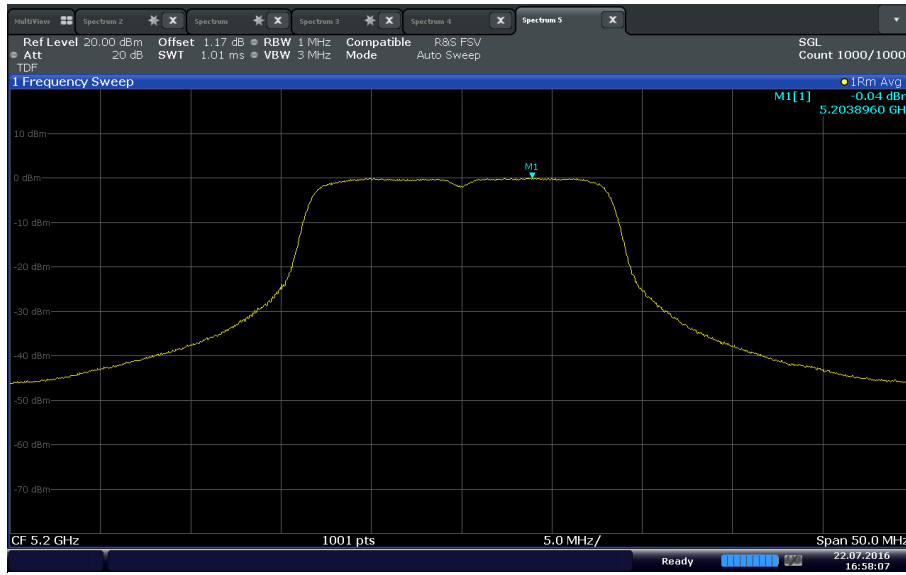 MultiView Spectrum 2 X Spectrum X Spectrum 3 X Spectrum 4 X Spectrum 5 X
Ref Level 20.00 dBm Offset 1.17 dB RBW 1 MHz Compatible R&S FSV SGL
Att 20 dB SWT 1.01 ms VBW 3 MHz Mode Auto Sweep Count 1000/1000
TDF
1 Frequency Sweep 1Rm Avg
M1[1] -0.04 dBm
5.2038960 GH
10 dBm
M1
0 dBm
-10 dBm
-20 dBm
-30 dBm
-40 dBm
-50 dBm
-60 dBm
-70 dBm
CF 5.2 GHz 1001 pts 5.0 MHz/ Span 50.0 MHz
Ready 22.07.2016
16:58:07